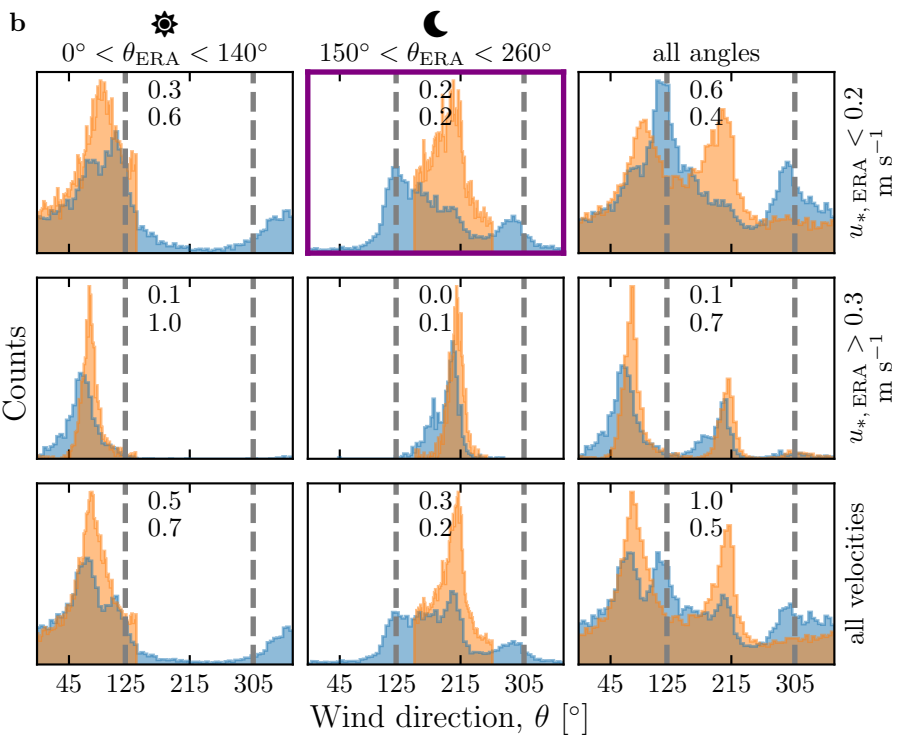 b
0° < θ_ERA < 140°
150° < θ_ERA < 260°
all angles
0.3
0.6
0.2
0.2
0.6
0.4
u_{*, ERA} < 0.2
m s⁻¹
0.1
1.0
0.0
0.1
0.1
0.7
u_{*, ERA} > 0.3
m s⁻¹
Counts
0.5
0.7
0.3
0.2
1.0
0.5
all velocities
45 125 215 305
45 125 215 305
45 125 215 305
Wind direction, θ [°]